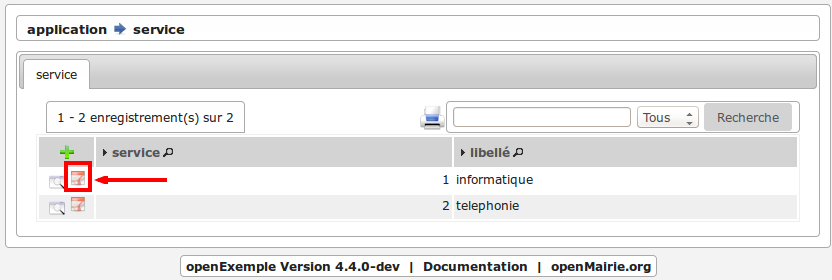 application service
service
1 - 2 enregistrement(s) sur 2 Tous Recherche
service libellé
1 informatique
2 telephonie
openExemple Version 4.4.0-dev | Documentation | openMairie.org